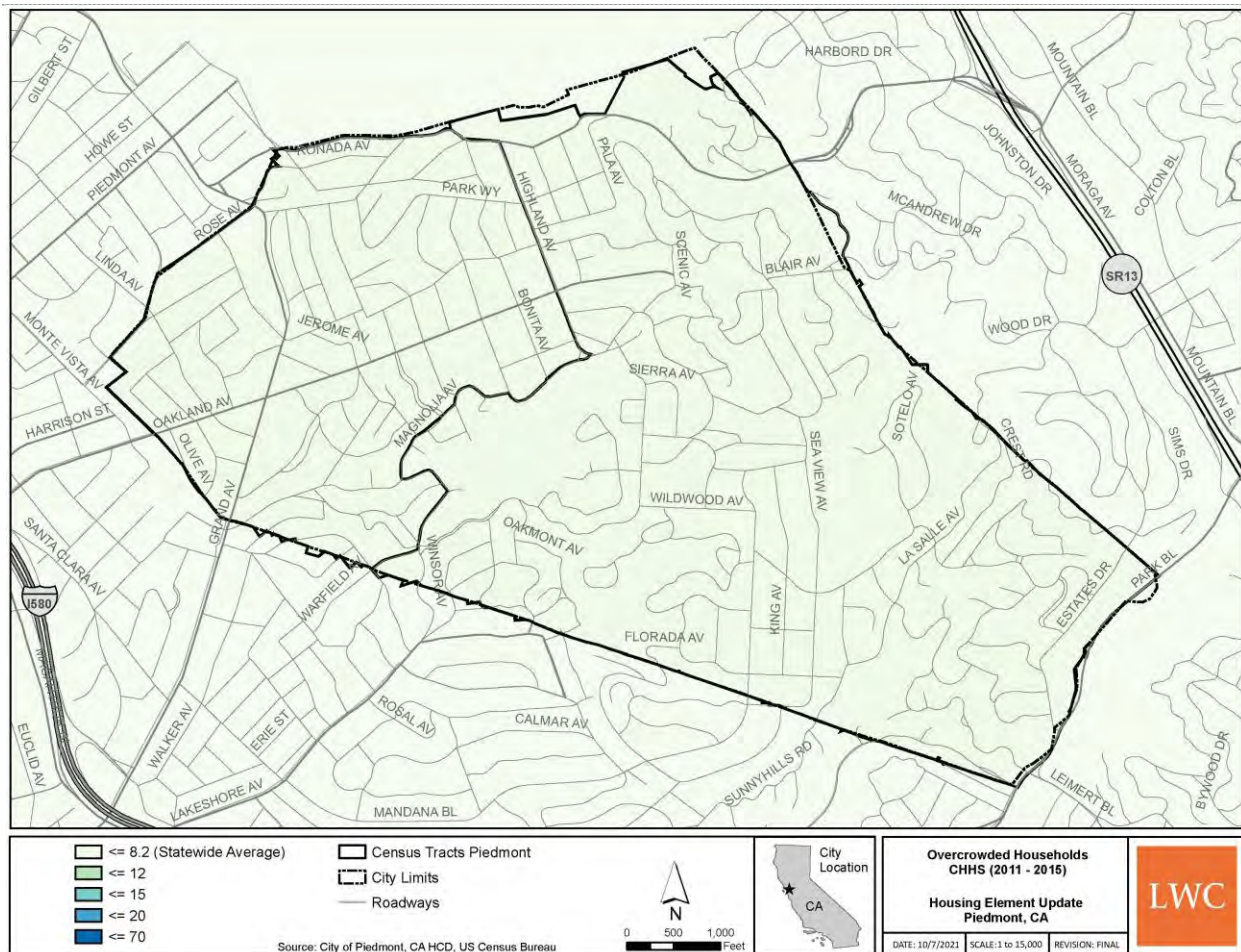 GILBERT ST
HARBORD DR
MOUNTAIN BL
HOWE ST
PIEDMONT AV
JOHNSTON DR
MORAGA AV
COLTON BL
RONADA AV
PALA AV
PARK WY
HIGHLAND AV
MCANDREW DR
ROSE AV
LINDA AV
SCENIC AV
BLAIR AV
SR13
JEROME AV
BONITA AV
WOOD DR
MONTE VISTA AV
SIERRA AV
MOUNTAIN BL
HARRISON ST
OAKLAND AV
MAGNOLIA AV
SOTELO AV
OLIVE AV
CREST RD
SIMS DR
SEA VIEW AV
GRAND AV
WILDWOOD AV
OAKMONT AV
LA SALLE AV
SANTA CLARA AV
WINSOR AV
PARK BL
WARFIELD
ESTATES DR
I580
KING AV
FLORADA AV
ROSAL AV
CALMAR AV
ERIE ST
WALKER AV
EUCLID AV
SUNNYHILLS RD
LEIMERT BL
BYWOOD DR
LAKESHORE AV
MANDANA BL
<= 8.2 (Statewide Average)
<= 12
<= 15
<= 20
<= 70
Census Tracts Piedmont
City Limits
Roadways
N
0 500 1,000
Feet
Source: City of Piedmont, CA HCD, US Census Bureau
City
Location
CA
Overcrowded Households
CHHS (2011 - 2015)
Housing Element Update
Piedmont, CA
DATE: 10/7/2021 SCALE: 1 to 15,000 REVISION: FINAL
LWC